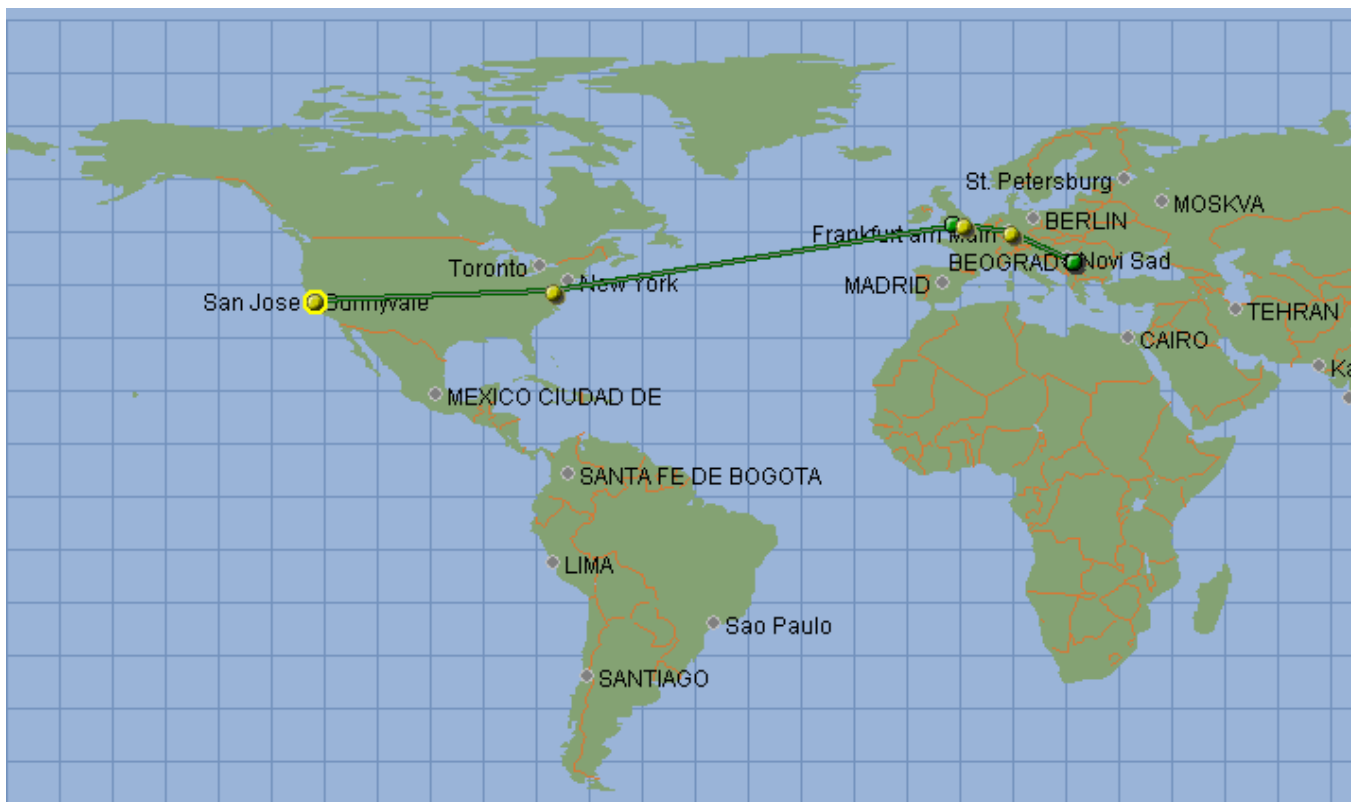 St. Petersburg
MOSKVA
BERLIN
Frankfurt am Main
BEOGRAD
Novi Sad
Toronto
New York
MADRID
San Jose
Sunnyvale
TEHRAN
CAIRO
Ka
MEXICO CIUDAD DE
SANTA FE DE BOGOTA
LIMA
Sao Paulo
SANTIAGO